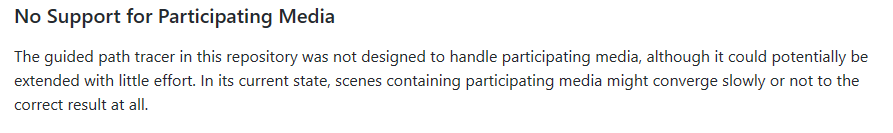 No Support for Participating Media
The guided path tracer in this repository was not designed to handle participating media, although it could potentially be
extended with little effort. In its current state, scenes containing participating media might converge slowly or not to the
correct result at all.